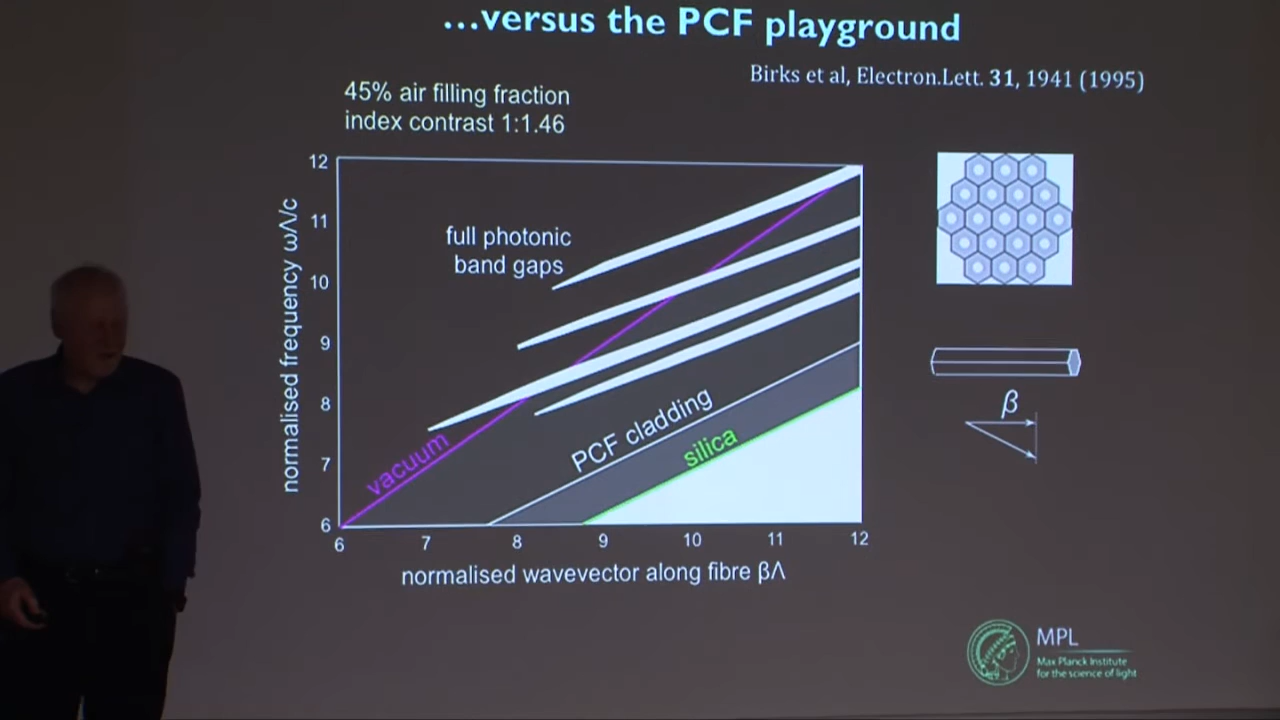 ...versus the PCF playground
Birks et al, Electron.Lett. 31, 1941 (1995)
45% air filling fraction
index contrast 1:1.46
normalised frequency ωΛ/c
12
11
10
9
8
7
6
full photonic
band gaps
vacuum
PCF cladding
silica
6 7 8 9 10 11 12
normalised wavevector along fibre βΛ
β
MPL
Max Planck Institute
for the science of light